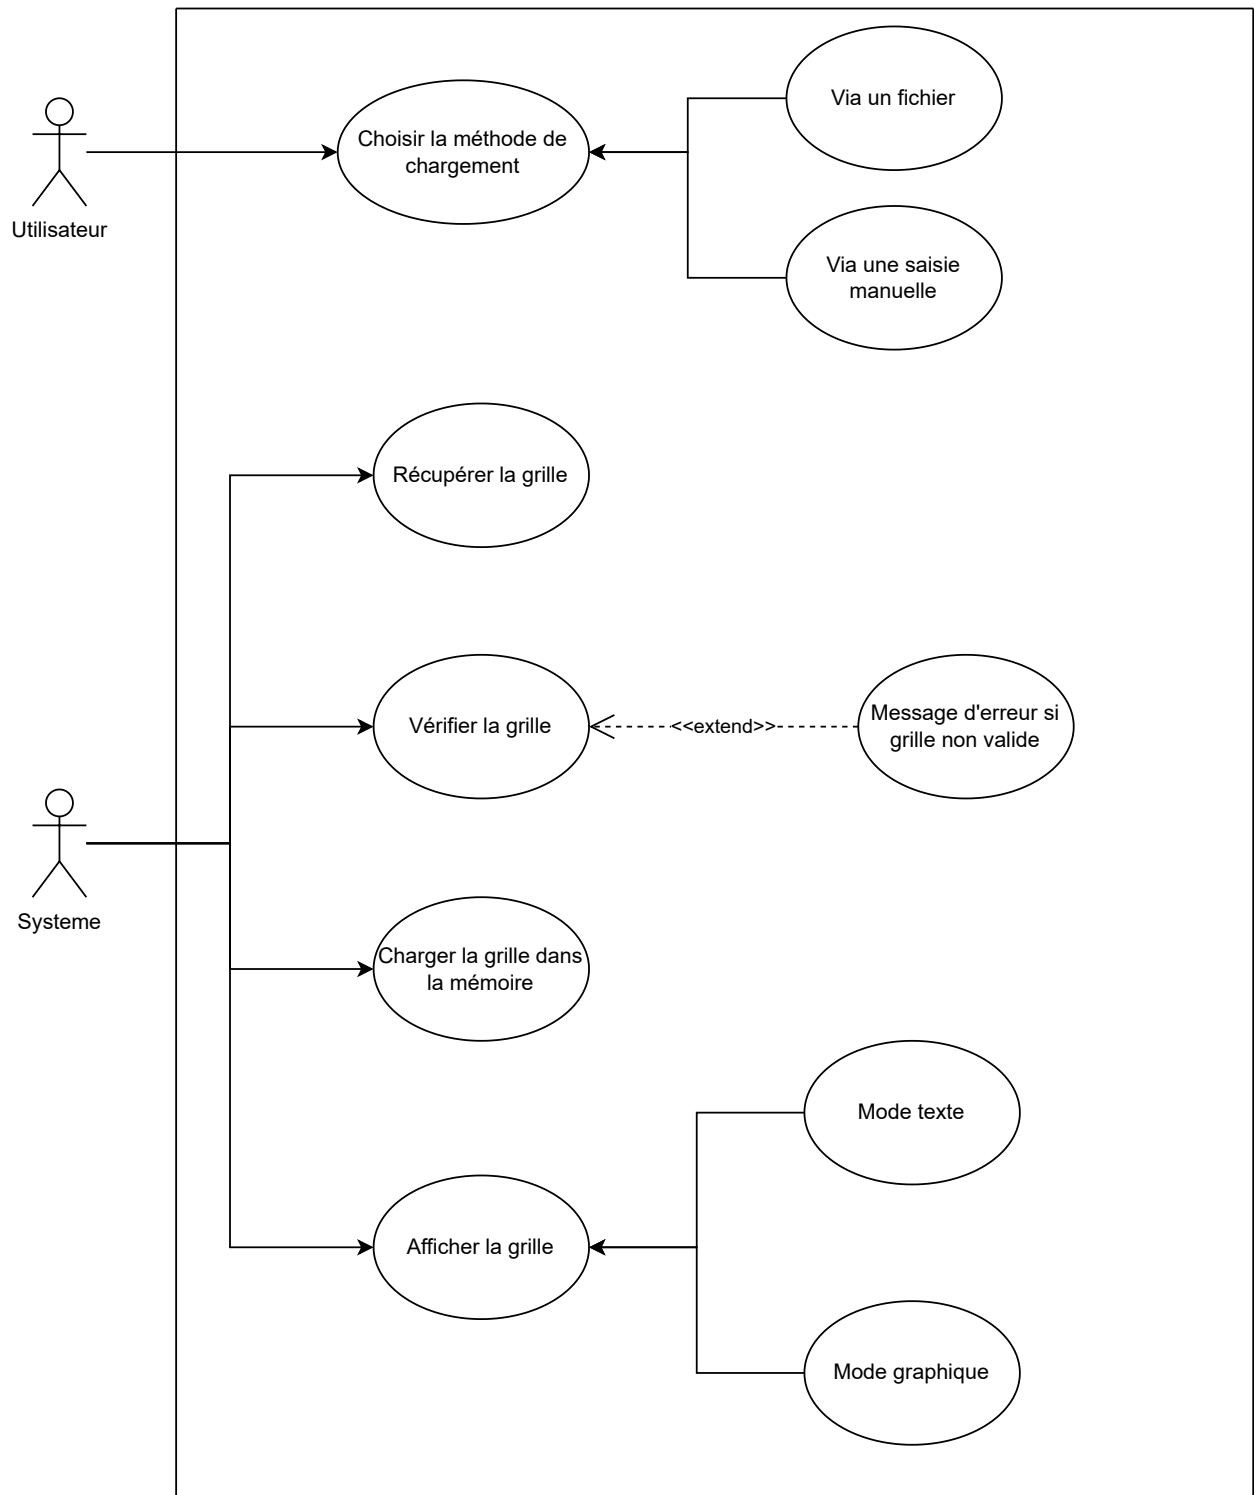 Via un fichier
Choisir la méthode de
chargement
Utilisateur
Via une saisie
manuelle
Récupérer la grille
Vérifier la grille
<<extend>>
Message d'erreur si
grille non valide
Systeme
Charger la grille dans
la mémoire
Mode texte
Afficher la grille
Mode graphique